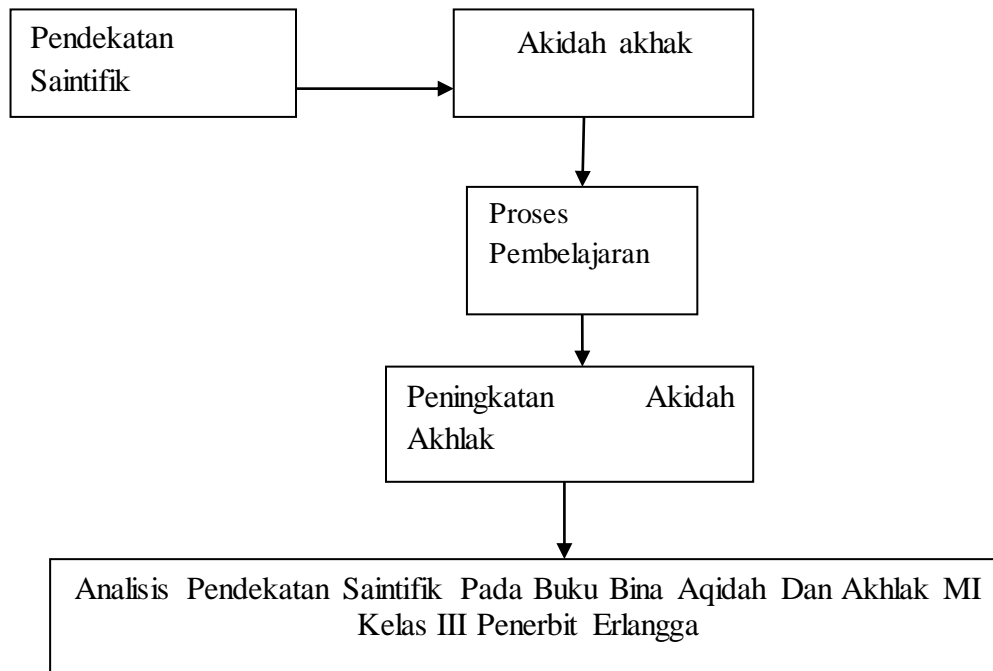 Pendekatan
Saintifik
Akidah akhak
Proses
Pembelajaran
Peningkatan Akidah
Akhlak
Analisis Pendekatan Saintifik Pada Buku Bina Aqidah Dan Akhlak MI
Kelas III Penerbit Erlangga